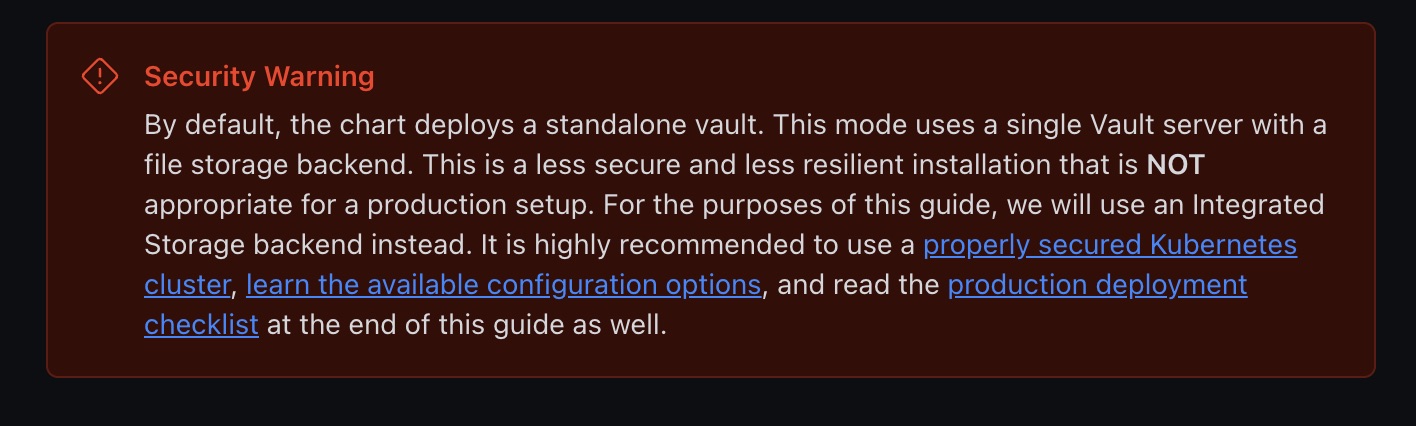 Security Warning
By default, the chart deploys a standalone vault. This mode uses a single Vault server with a
file storage backend. This is a less secure and less resilient installation that is NOT
appropriate for a production setup. For the purposes of this guide, we will use an Integrated
Storage backend instead. It is highly recommended to use a properly secured Kubernetes
cluster, learn the available configuration options, and read the production deployment
checklist at the end of this guide as well.